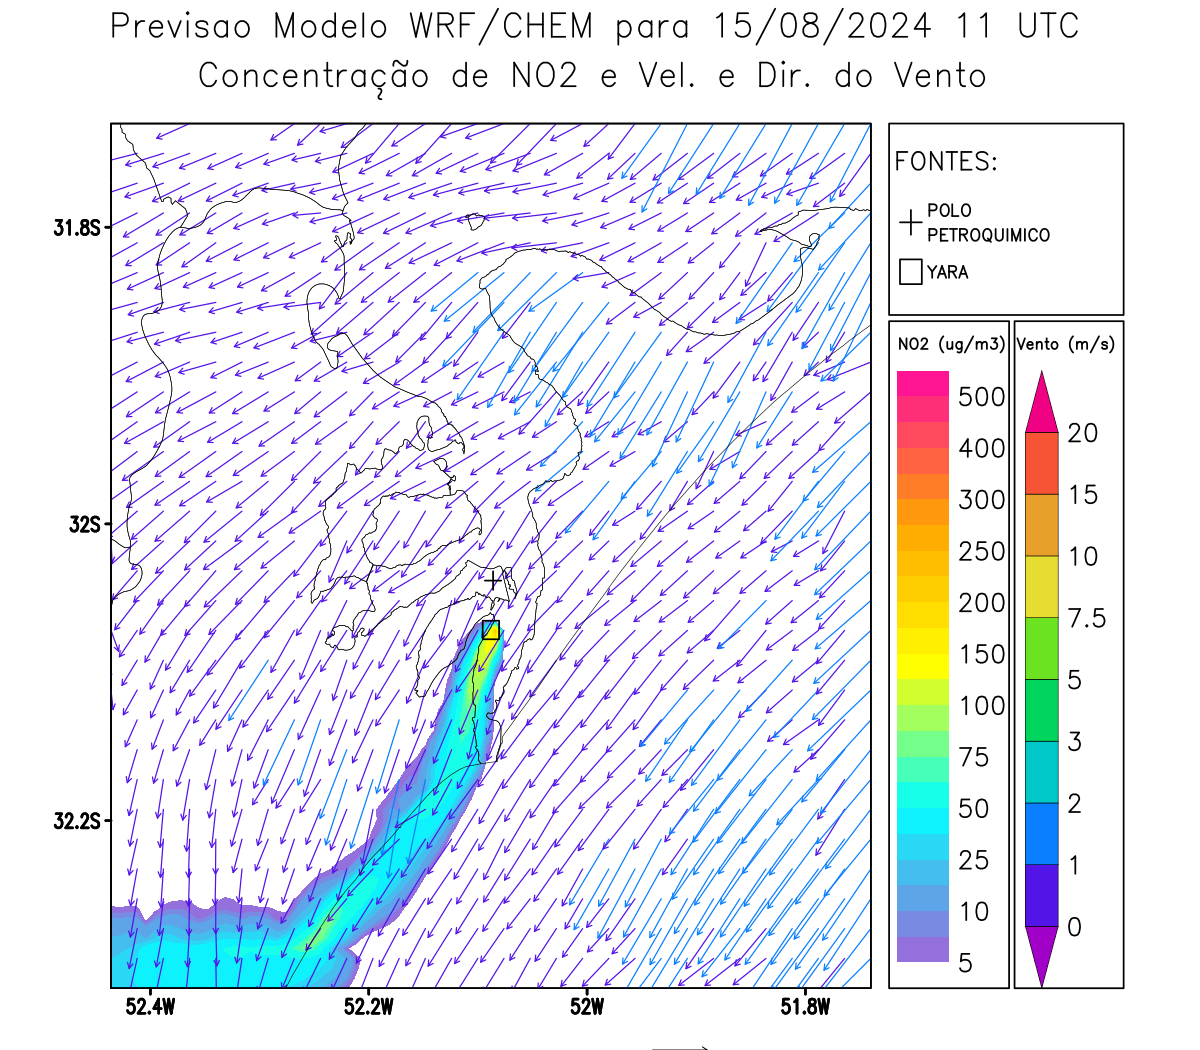 Previsao Modelo WRF/CHEM para 15/08/2024 11 UTC
Concentração de NO2 e Vel. e Dir. do Vento
FONTES:
POLO
PETROQUIMICO
YARA
NO2 (ug/m3)
500
400
300
250
200
150
100
75
50
25
10
5
Vento (m/s)
20
15
10
7.5
5
3
2
1
0
31.8S
32S
32.2S
52.4W
52.2W
52W
51.8W